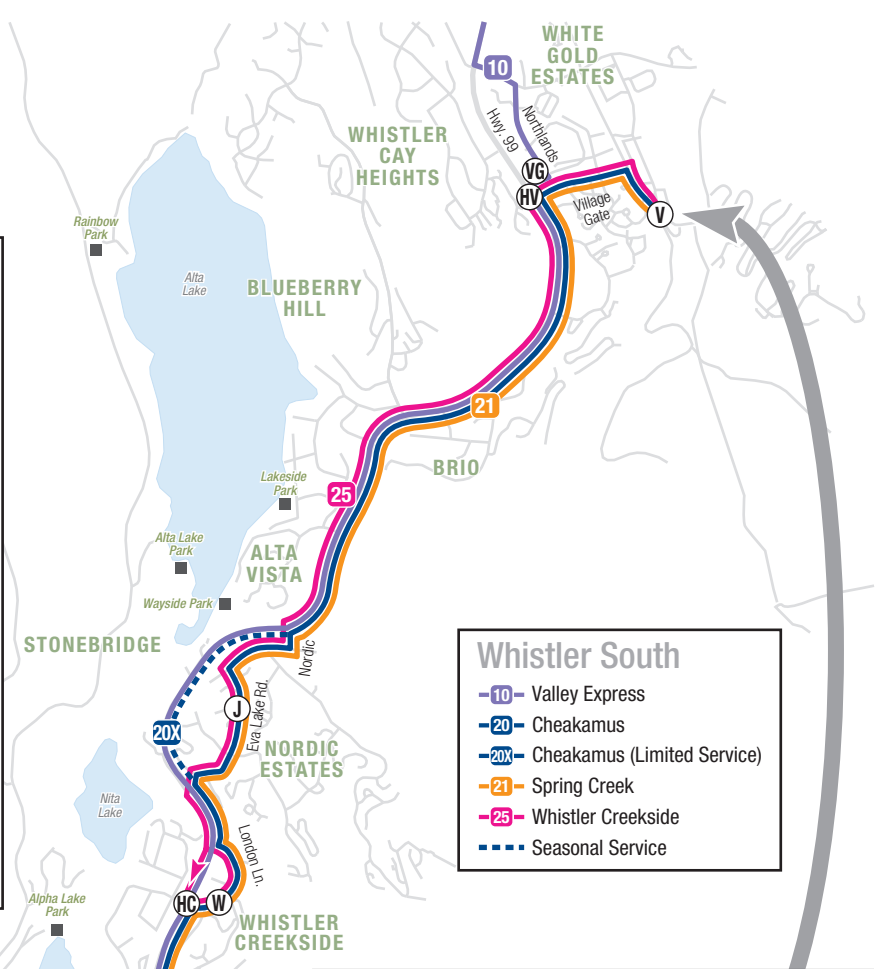 WHITE
GOLD
ESTATES
10
Hwy. 99
Northlands
WHISTLER
CAY
HEIGHTS
VG
HV
Village
Gate
V
Rainbow
Park
Alta
Lake
BLUEBERRY
HILL
21
BRIO
25
Lakeside
Park
Alta Lake
Park
ALTA
VISTA
Wayside Park
STONEBRIDGE
Nordic
J
Eva Lake Rd.
20X
NORDIC
ESTATES
Nita
Lake
London Ln.
HC
W
Alpha Lake
Park
WHISTLER
CREEKSIDE
Whistler South
10 Valley Express
20 Cheakamus
20X Cheakamus (Limited Service)
21 Spring Creek
25 Whistler Creekside
Seasonal Service